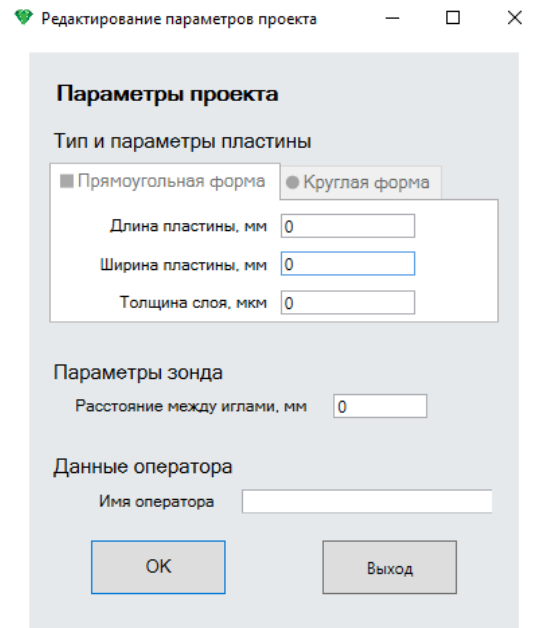 Редактирование параметров проекта
Параметры проекта
Тип и параметры пластины
Прямоугольная форма Круглая форма
Длина пластины, мм 0
Ширина пластины, мм 0
Толщина слоя, мкм 0
Параметры зонда
Расстояние между иглами, мм 0
Данные оператора
Имя оператора
OK Выход